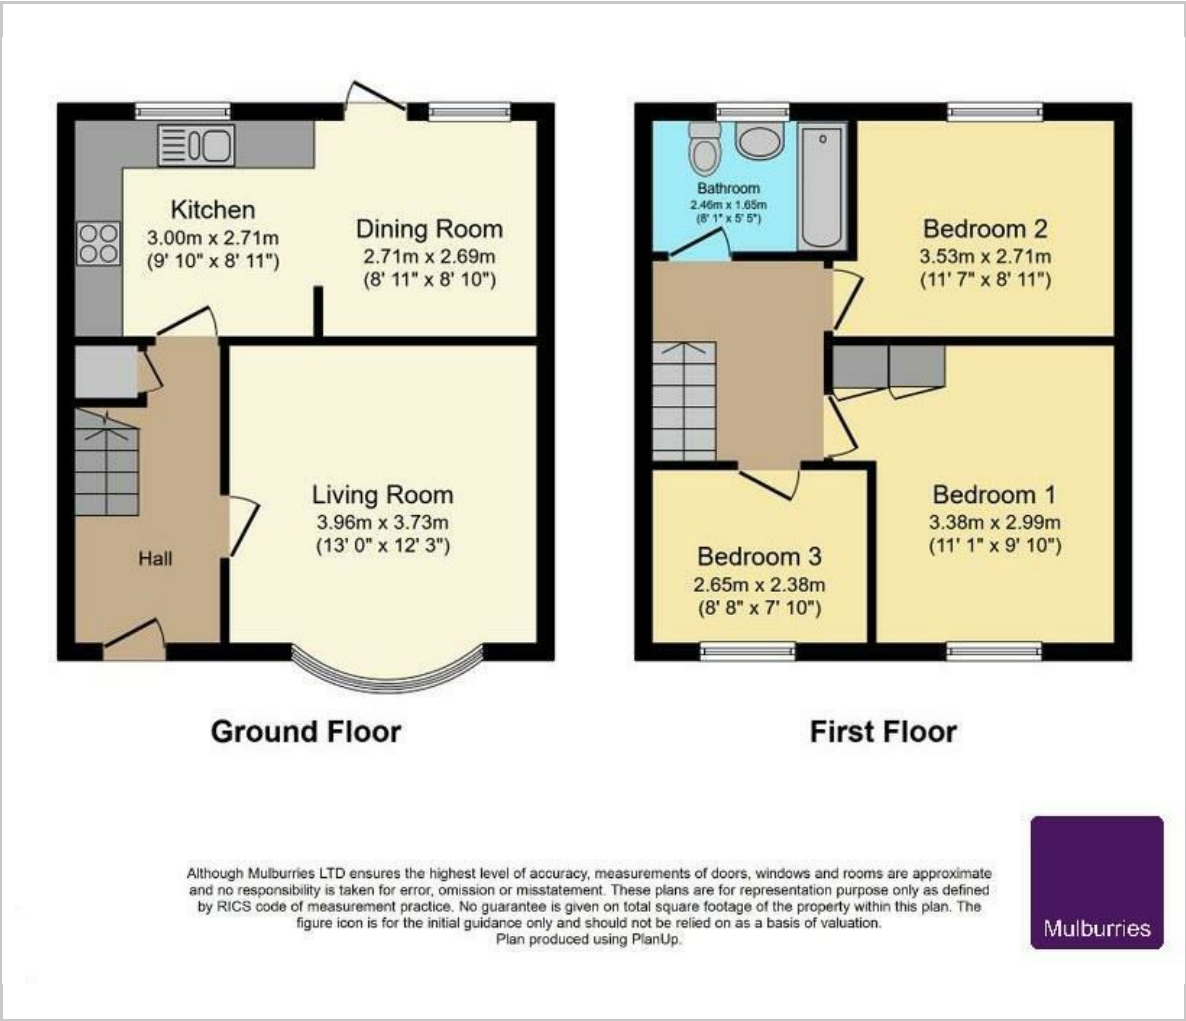 Kitchen
3.00m x 2.71m
(9' 10" x 8' 11")
Dining Room
2.71m x 2.69m
(8' 11" x 8' 10")
Living Room
3.96m x 3.73m
(13' 0" x 12' 3")
Hall
Ground Floor
Bathroom
2.46m x 1.65m
(8' 1" x 5' 5")
Bedroom 2
3.53m x 2.71m
(11' 7" x 8' 11")
Bedroom 1
3.38m x 2.99m
(11' 1" x 9' 10")
Bedroom 3
2.65m x 2.38m
(8' 8" x 7' 10")
First Floor
Although Mulburries LTD ensures the highest level of accuracy, measurements of doors, windows and rooms are approximate
and no responsibility is taken for error, omission or misstatement. These plans are for representation purpose only as defined
by RICS code of measurement practice. No guarantee is given on total square footage of the property within this plan. The
figure icon is for the initial guidance only and should not be relied on as a basis of valuation.
Plan produced using PlanUp.
Mulburries